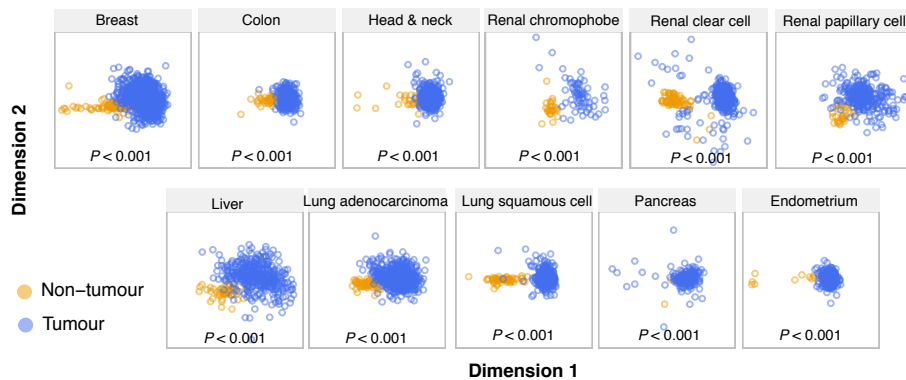 Breast
Colon
Head & neck
Renal chromophobe
Renal clear cell
Renal papillary cell
P < 0.001
P < 0.001
P < 0.001
P < 0.001
P < 0.001
P < 0.001
Dimension 2
Liver
Lung adenocarcinoma
Lung squamous cell
Pancreas
Endometrium
P < 0.001
P < 0.001
P < 0.001
P < 0.001
P < 0.001
Non−tumour
Tumour
Dimension 1